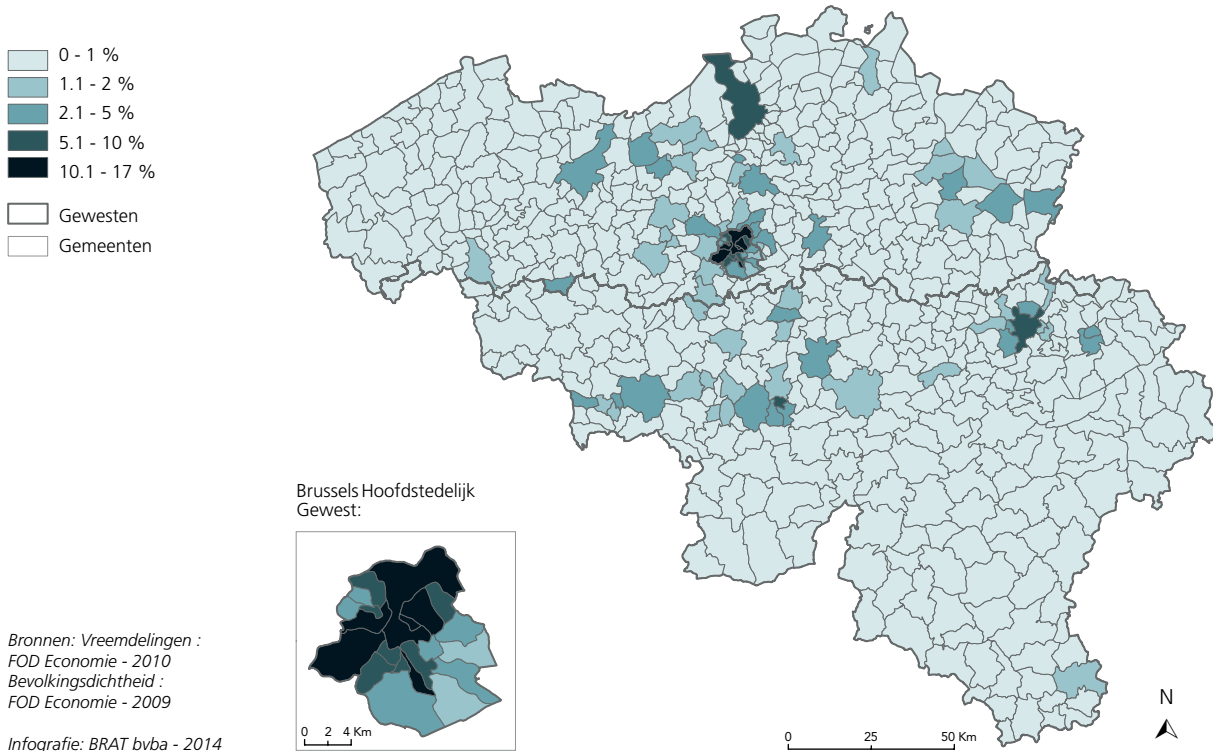 0 - 1 %
1.1 - 2 %
2.1 - 5 %
5.1 - 10 %
10.1 - 17 %
Gewesten
Gemeenten
Brussels Hoofdstedelijk
Gewest:
0 2 4 Km
Bronnen: Vreemdelingen :
FOD Economie - 2010
Bevolkingsdichtheid :
FOD Economie - 2009
Infografie: BRAT bvba - 2014
N
0 25 50 Km